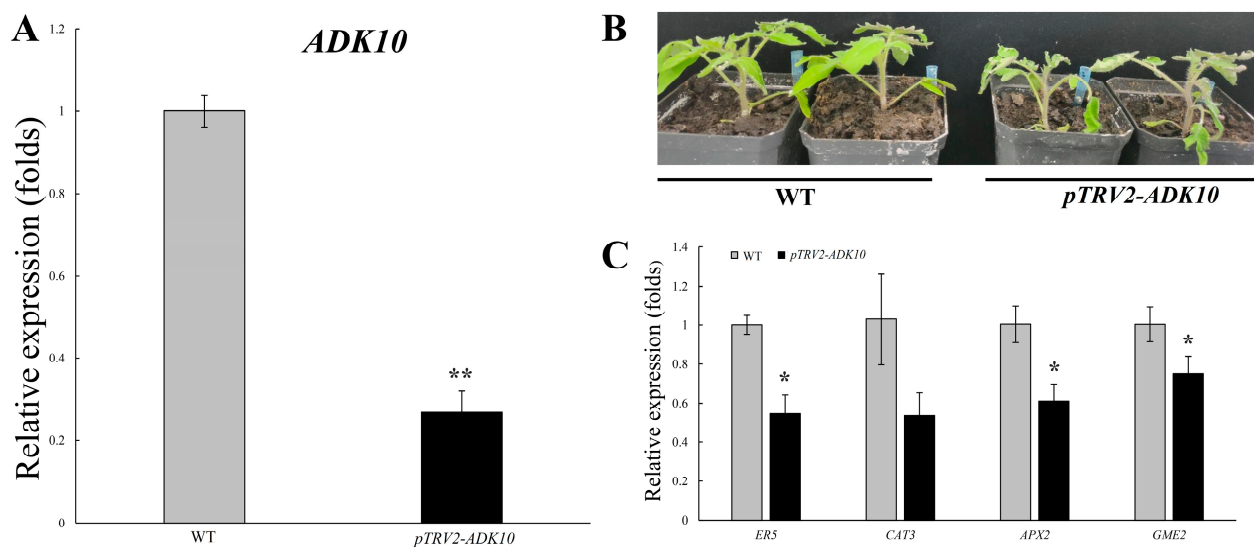 A
ADK10
Relative expression (folds)
1.2
1
0.8
0.6
0.4
0.2
0
**
WT
pTRV2-ADK10
B
WT
pTRV2-ADK10
C
Relative expression (folds)
1.4
1.2
1
0.8
0.6
0.4
0.2
0
WT pTRV2-ADK10
*
*
*
ER5 CAT3 APX2 GME2